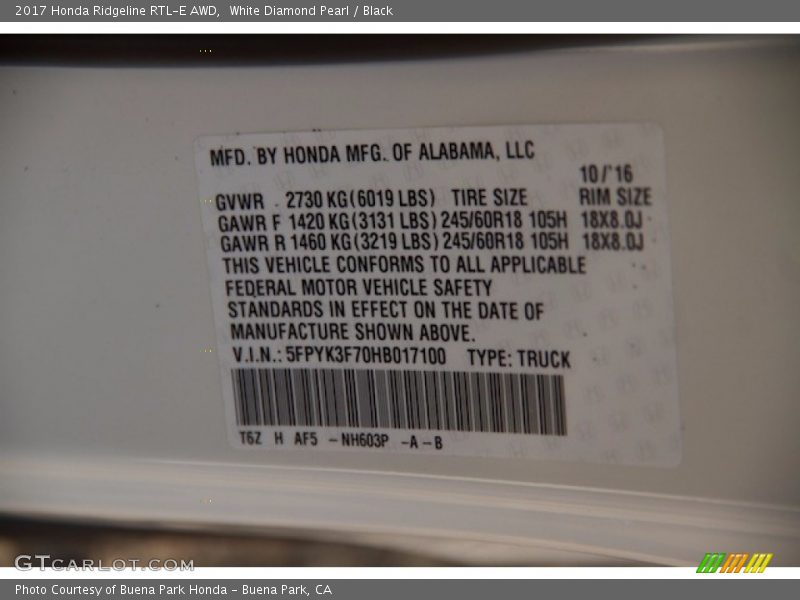 2017 Honda Ridgeline RTL-E AWD,  White Diamond Pearl / Black
MFD. BY HONDA MFG. OF ALABAMA, LLC
10/'16
GVWR 2730 KG(6019 LBS) TIRE SIZE RIM SIZE
GAWR F 1420 KG(3131 LBS) 245/60R18 105H 18X8.0J
GAWR R 1460 KG(3219 LBS) 245/60R18 105H 18X8.0J
THIS VEHICLE CONFORMS TO ALL APPLICABLE
FEDERAL MOTOR VEHICLE SAFETY
STANDARDS IN EFFECT ON THE DATE OF
MANUFACTURE SHOWN ABOVE.
V.I.N.: 5FPYK3F70HB017100 TYPE: TRUCK
T6Z H AF5 -NH603P -A-B
GTCARLOT.COM
Photo Courtesy of Buena Park Honda - Buena Park, CA